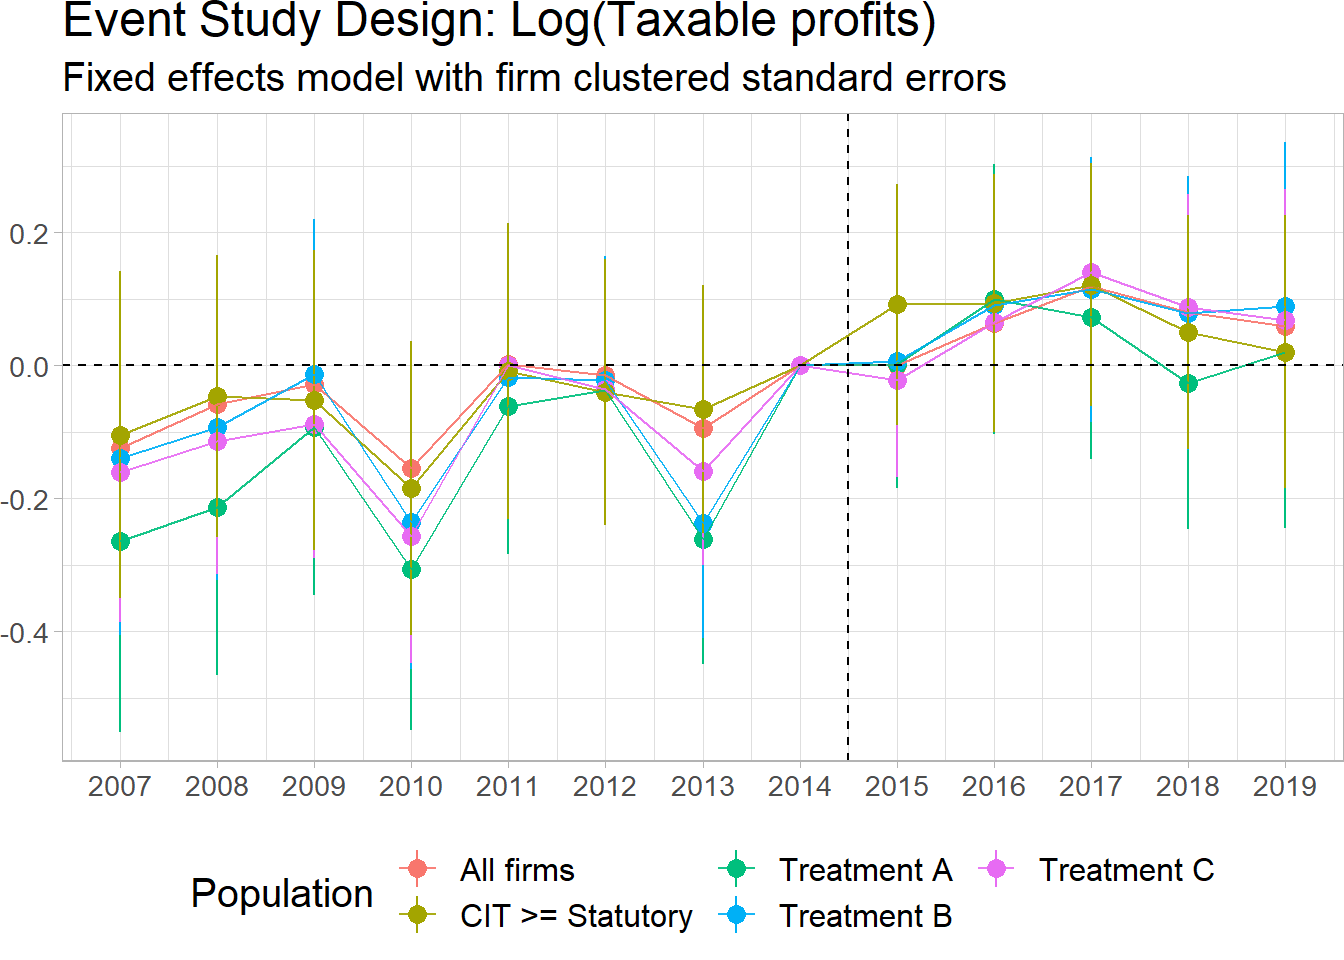 Event Study Design: Log(Taxable profits)
Fixed effects model with firm clustered standard errors
0.2
0.0
-0.2
-0.4
2007 2008 2009 2010 2011 2012 2013 2014 2015 2016 2017 2018 2019
Population
All firms Treatment A Treatment C
CIT >= Statutory Treatment B